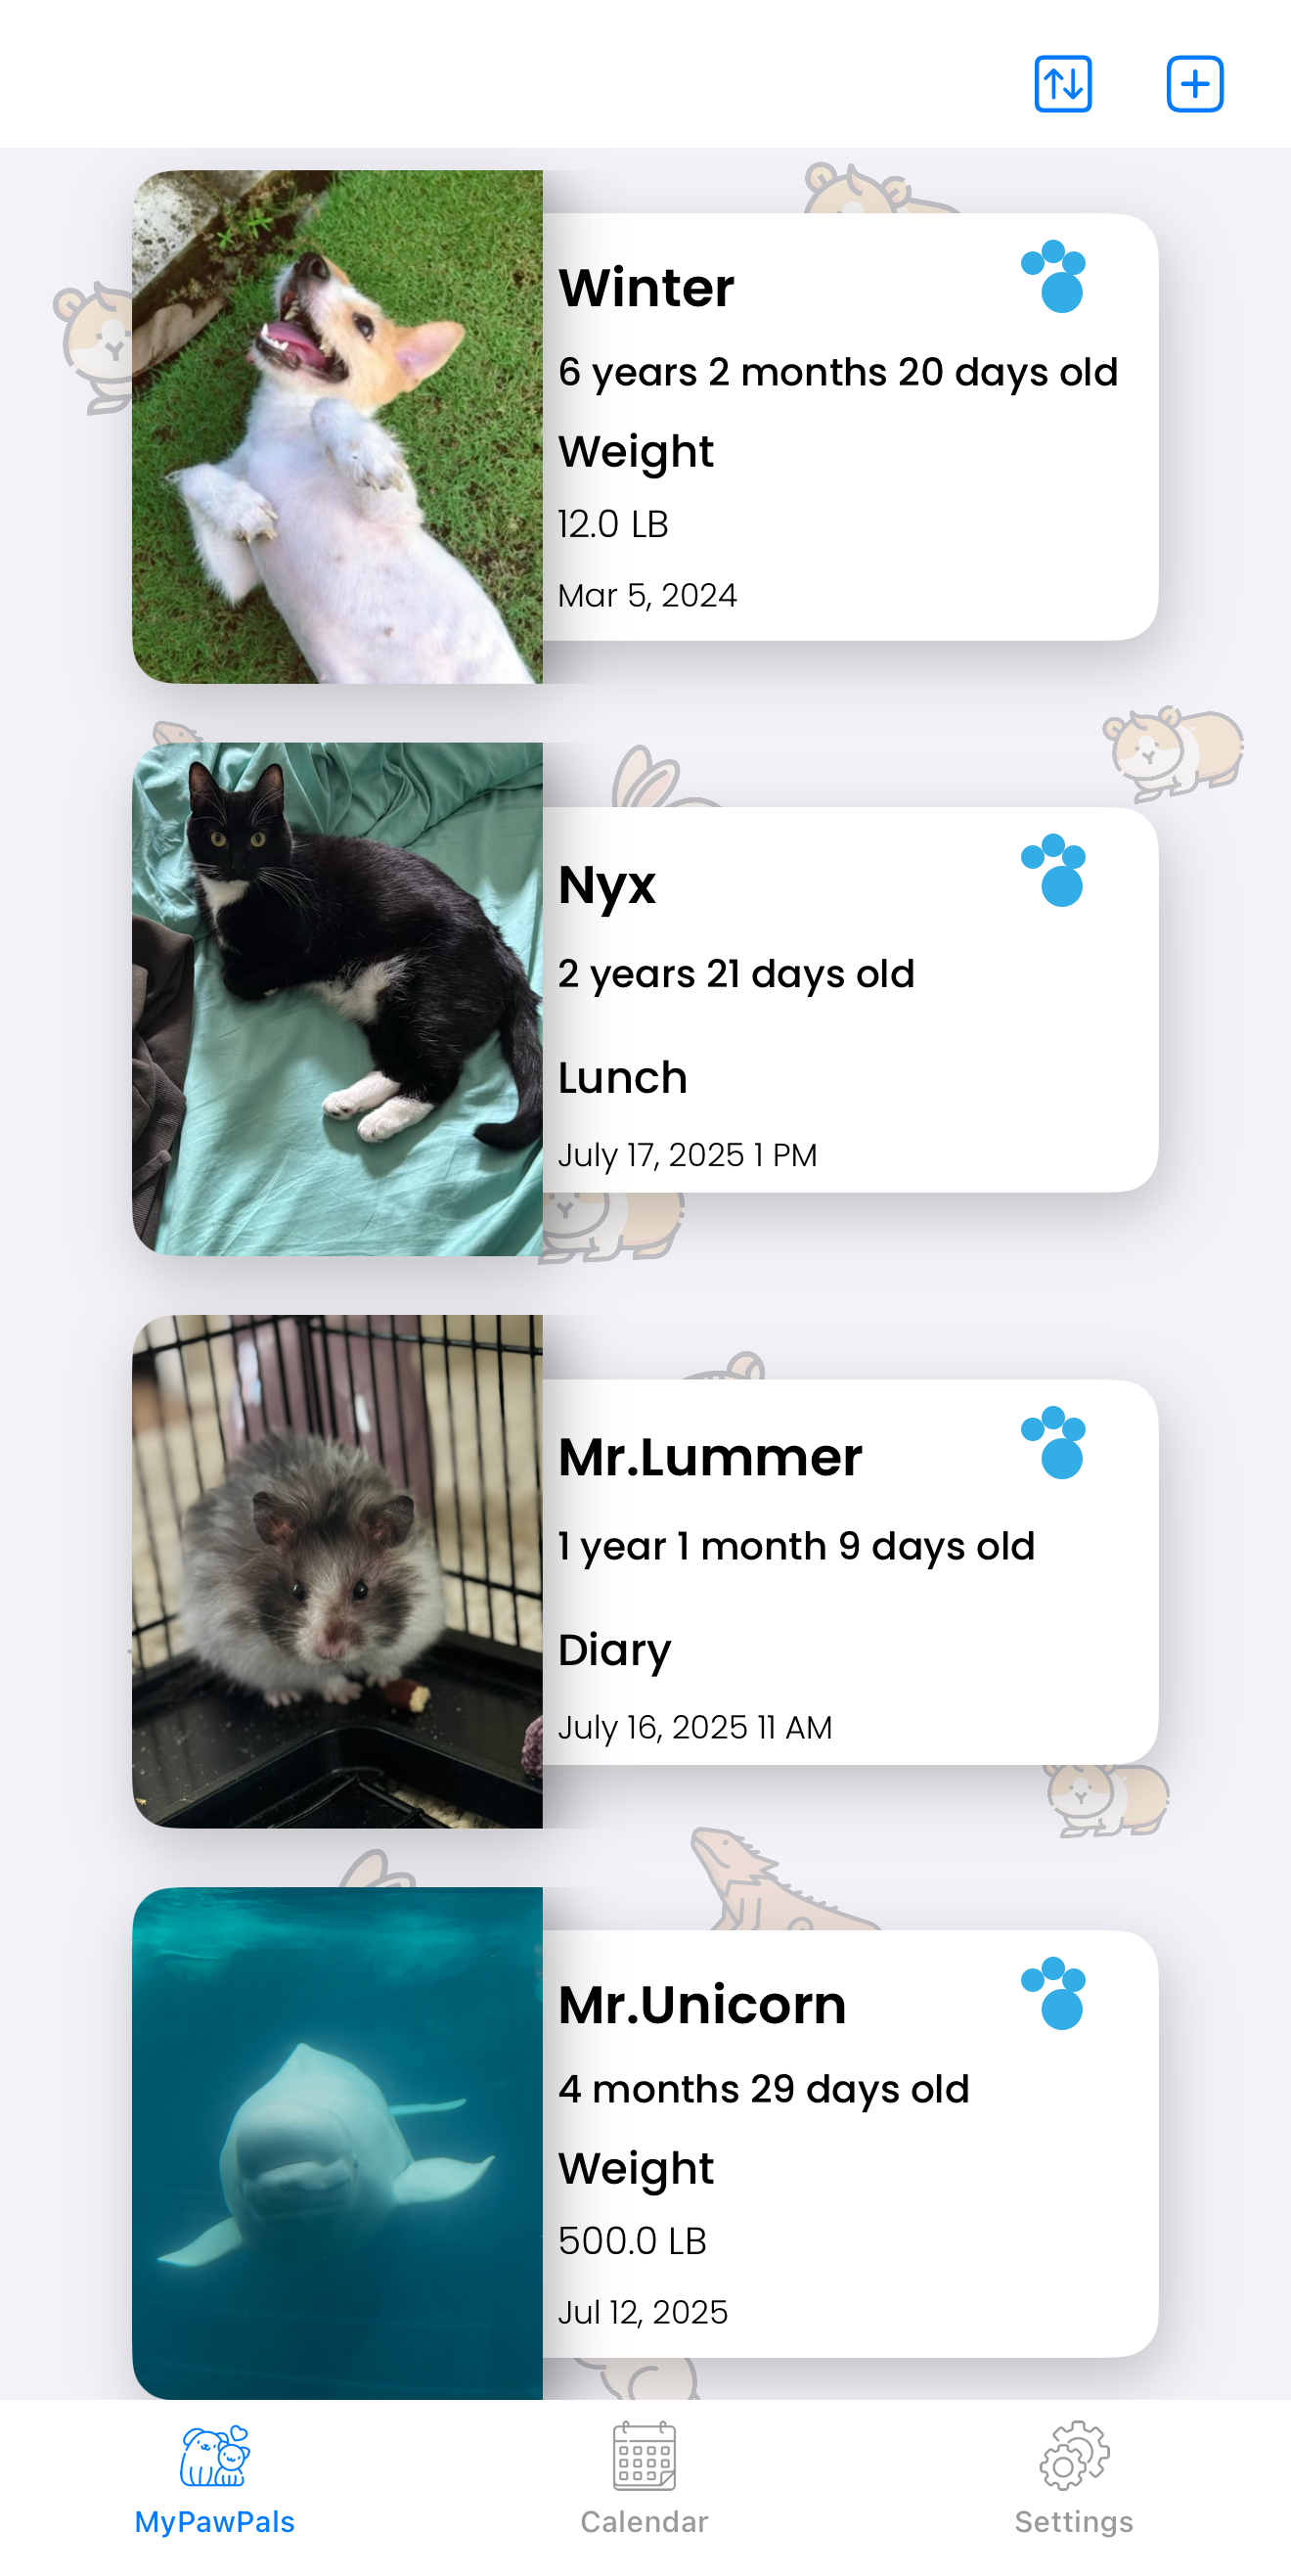 Winter
6 years 2 months 20 days old
Weight
12.0 LB
Mar 5, 2024
Nyx
2 years 21 days old
Lunch
July 17, 2025 1 PM
Mr.Lummer
1 year 1 month 9 days old
Diary
July 16, 2025 11 AM
Mr.Unicorn
4 months 29 days old
Weight
500.0 LB
Jul 12, 2025
MyPawPals
Calendar
Settings